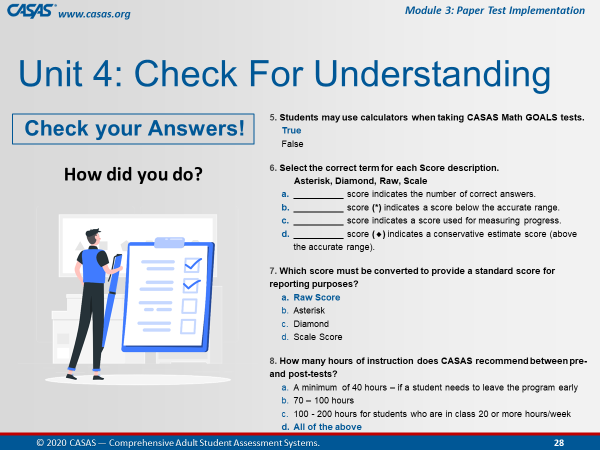 CASAS www.casas.org
Module 3: Paper Test Implementation
Unit 4: Check For Understanding
Check your Answers!
How did you do?
5. Students may use calculators when taking CASAS Math GOALS tests.
True
False
6. Select the correct term for each Score description.
Asterisk, Diamond, Raw, Scale
a. __________ score indicates the number of correct answers.
b. __________ score (*) indicates a score below the accurate range.
c. __________ score indicates a score used for measuring progress.
d. __________ score (♦) indicates a conservative estimate score (above
the accurate range).
7. Which score must be converted to provide a standard score for
reporting purposes?
a. Raw Score
b. Asterisk
c. Diamond
d. Scale Score
8. How many hours of instruction does CASAS recommend between pre-
and post-tests?
a. A minimum of 40 hours – if a student needs to leave the program early
b. 70 – 100 hours
c. 100 - 200 hours for students who are in class 20 or more hours/week
d. All of the above
© 2020 CASAS — Comprehensive Adult Student Assessment Systems.
28